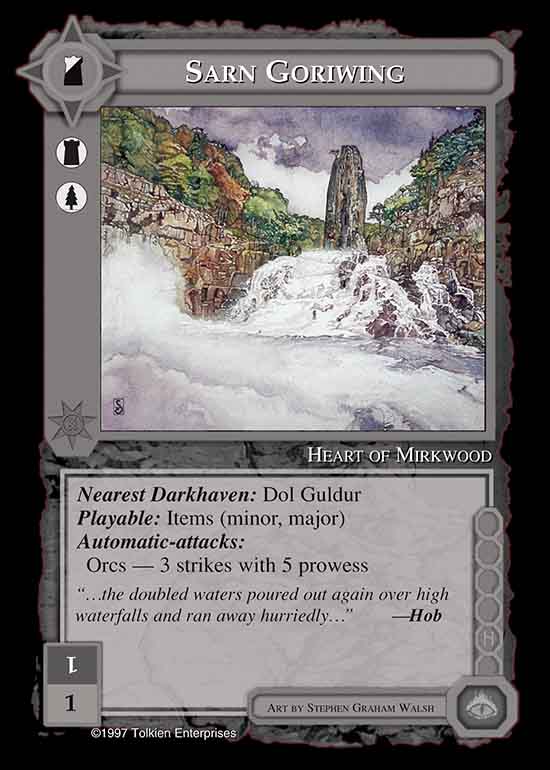 SARN GORIWING
HEART OF MIRKWOOD
Nearest Darkhaven: Dol Guldur
Playable: Items (minor, major)
Automatic-attacks:
Orcs — 3 strikes with 5 prowess
“…the doubled waters poured out again over high
waterfalls and ran away hurriedly…” —Hob
H
1
1
ART BY STEPHEN GRAHAM WALSH
©1997 Tolkien Enterprises